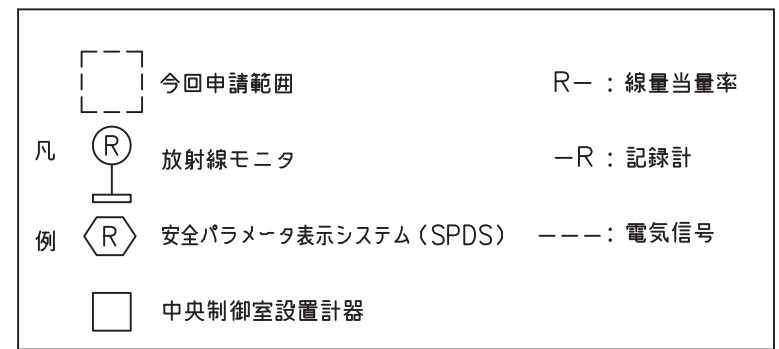 今回申請範囲 R－：線量当量率
凡 R 放射線モニタ －R：記録計
例 R 安全パラメータ表示システム（SPDS） －－－：電気信号
中央制御室設置計器